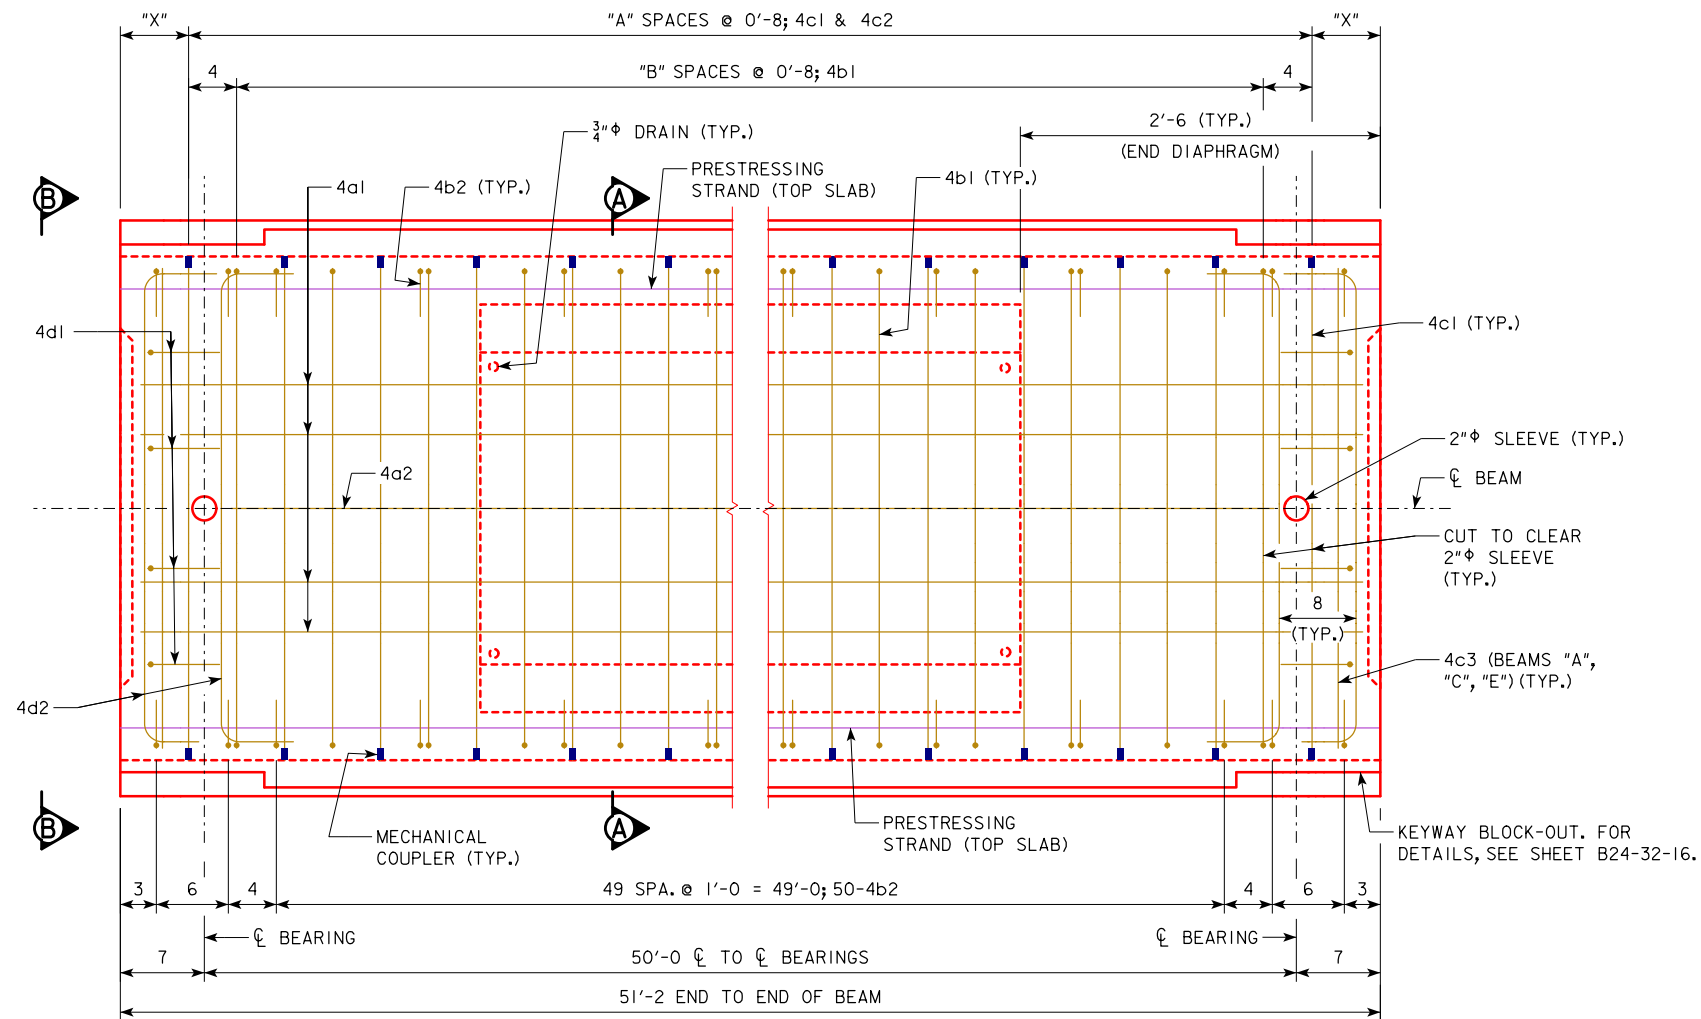 "X"
"A" SPACES @ 0'-8; 4c1 & 4c2
"X"
4
"B" SPACES @ 0'-8; 4b1
4
3/4"ϕ DRAIN (TYP.)
2'-6 (TYP.)
(END DIAPHRAGM)
PRESTRESSING
STRAND (TOP SLAB)
4a1
4b2 (TYP.)
4b1 (TYP.)
B
A
4d1
4c1 (TYP.)
2"ϕ SLEEVE (TYP.)
4a2
℄ BEAM
CUT TO CLEAR
2"ϕ SLEEVE
(TYP.)
8
(TYP.)
4c3 (BEAMS "A",
"C", "E") (TYP.)
4d2
B
A
MECHANICAL
COUPLER (TYP.)
PRESTRESSING
STRAND (TOP SLAB)
KEYWAY BLOCK-OUT. FOR
DETAILS, SEE SHEET B24-32-16.
3
6
4
49 SPA. @ 1'-0 = 49'-0; 50-4b2
4
6
3
℄ BEARING
℄ BEARING
7
50'-0 ℄ TO ℄ BEARINGS
7
51'-2 END TO END OF BEAM